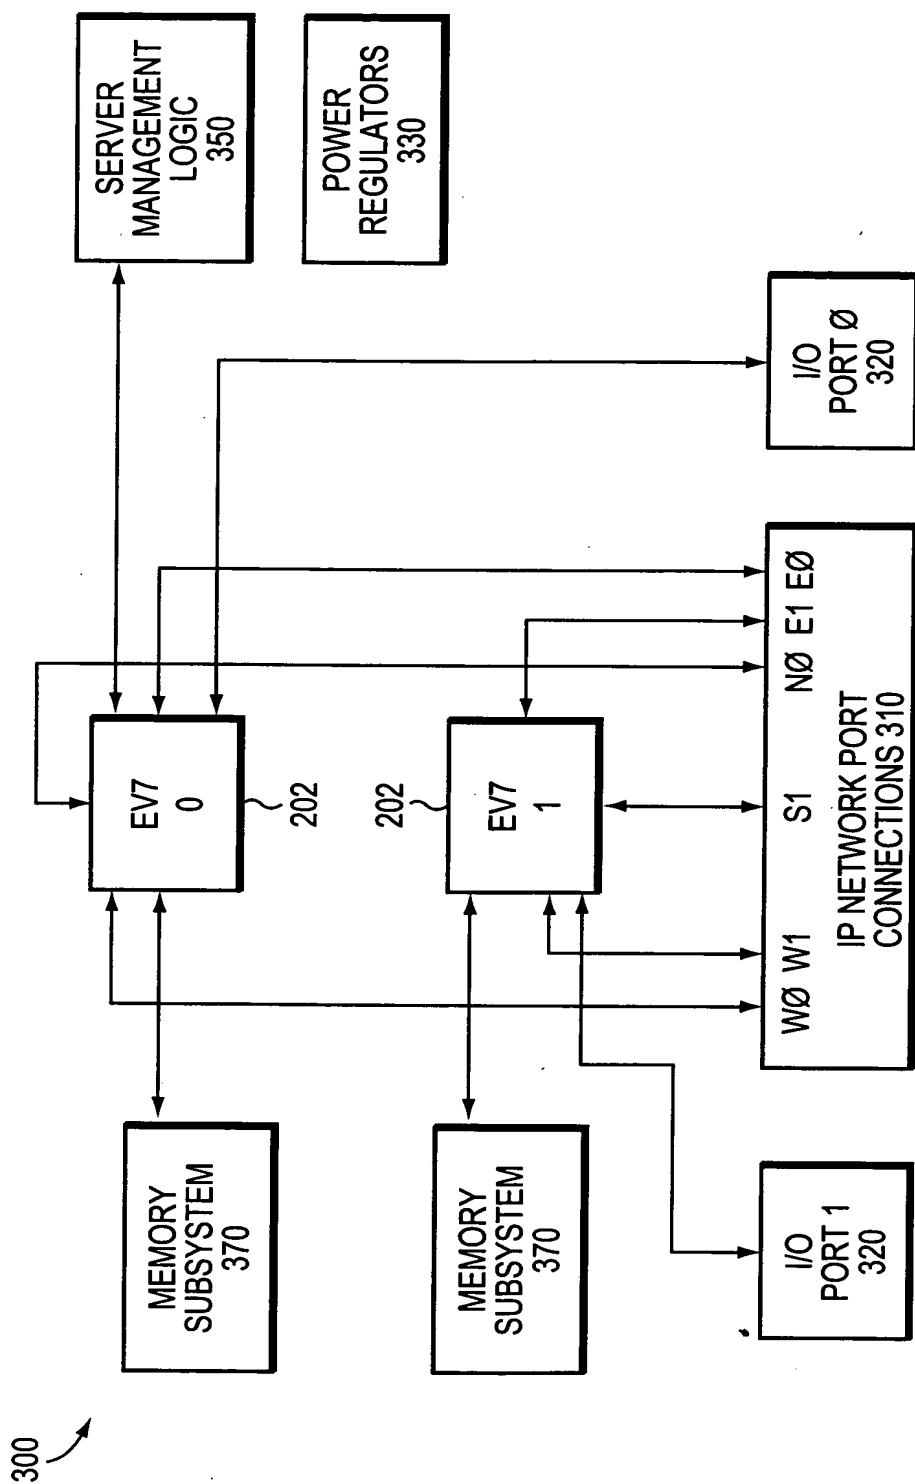 300
MEMORY
SUBSYSTEM
370
EV7
0
202
SERVER
MANAGEMENT
LOGIC
350
POWER
REGULATORS
330
MEMORY
SUBSYSTEM
370
202
EV7
1
I/O
PORT 1
320
WØ W1 S1 NØ E1 EØ
IP NETWORK PORT
CONNECTIONS 310
I/O
PORT Ø
320